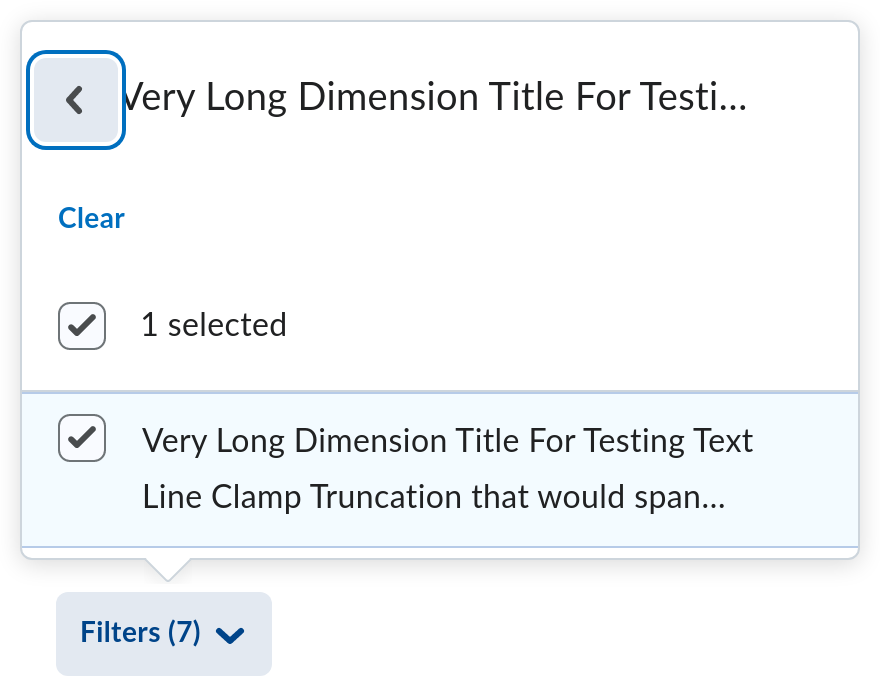 Very Long Dimension Title For Testi...
Clear
1 selected
Very Long Dimension Title For Testing Text
Line Clamp Truncation that would span...
Filters (7)